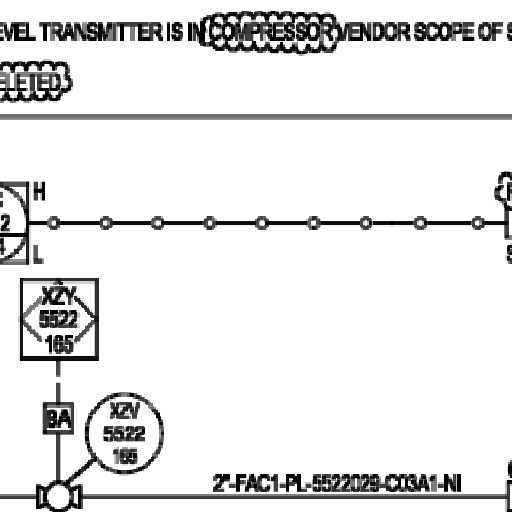 EVEL TRANSMITTER IS IN COMPRESSOR VENDOR SCOPE OF S
ELETED
H
2
4
L
S
XZY
5522
165
XZV
5522
165
2"-FAC1-PL-5522029-C03A1-NI